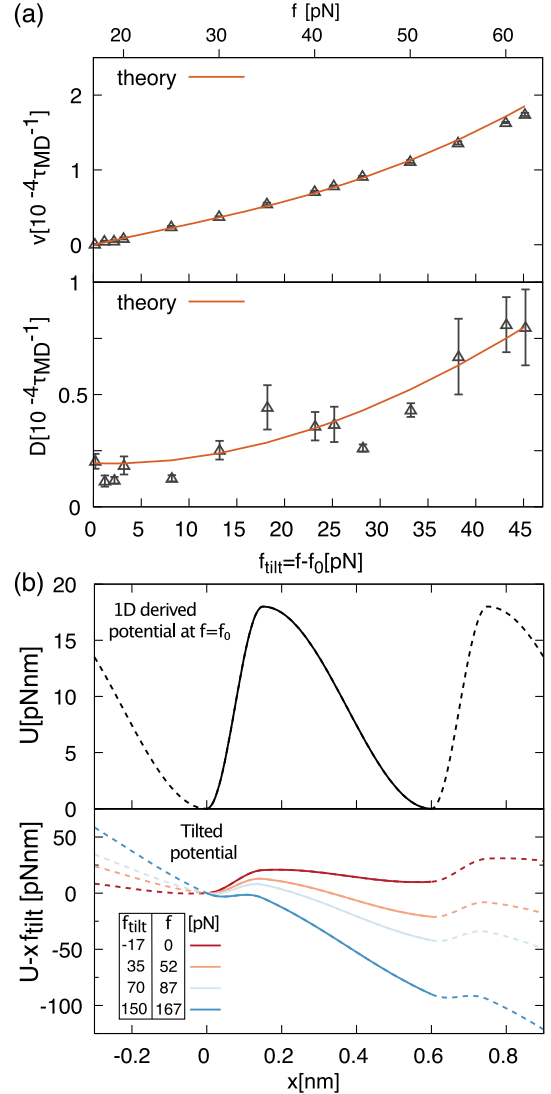 (a)
f [pN]
20 30 40 50 60
theory
v[10⁻⁴τMD⁻¹]
2
1
0
theory
D[10⁻⁴τMD⁻¹]
1
0.5
0
0 5 10 15 20 25 30 35 40 45
f_tilt=f-f₀[pN]
(b)
1D derived
potential at f=f₀
U[pNnm]
20
15
10
5
0
Tilted
potential
U-x f_tilt [pNnm]
50
0
-50
-100
f_tilt f [pN]
-17 0
35 52
70 87
150 167
-0.2 0 0.2 0.4 0.6 0.8
x[nm]